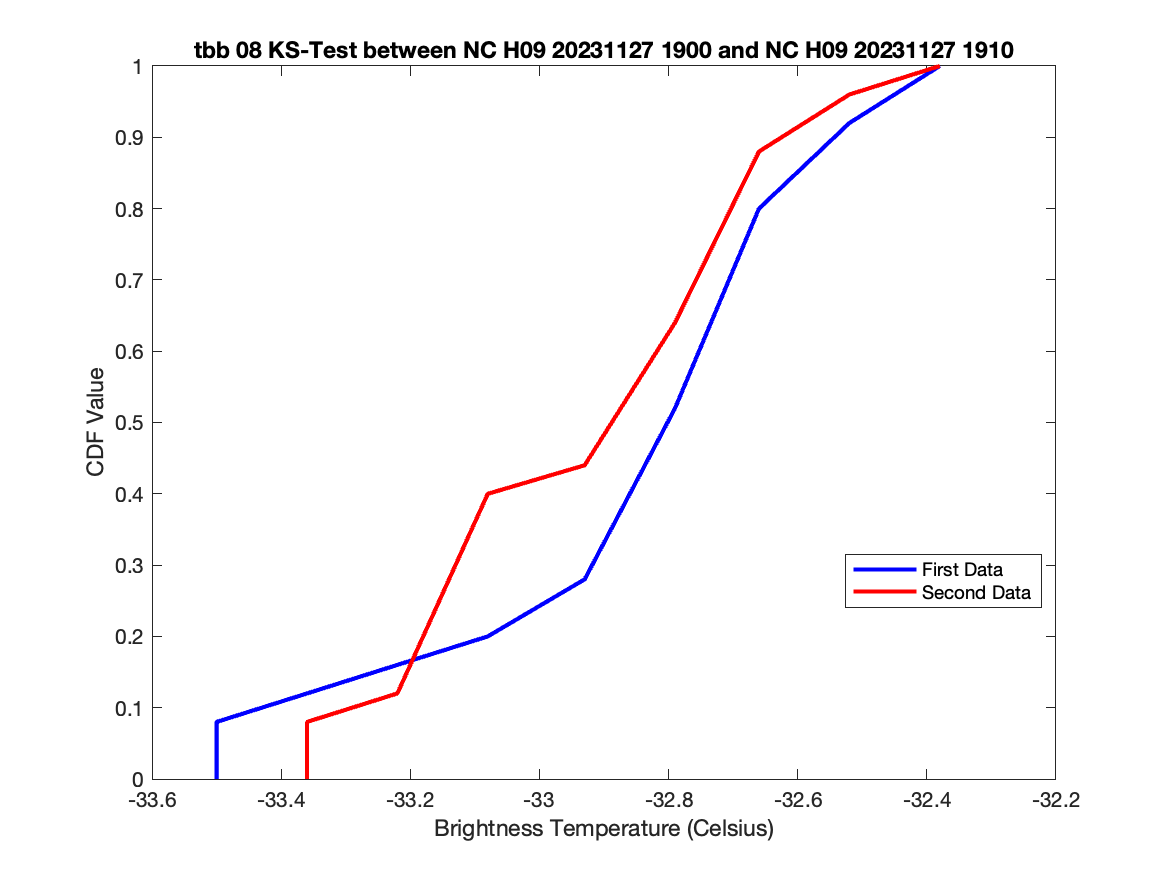 tbb 08 KS-Test between NC H09 20231127 1900 and NC H09 20231127 1910
1
0.9
0.8
0.7
0.6
0.5
0.4
0.3
0.2
0.1
0
CDF Value
First Data
Second Data
-33.6 -33.4 -33.2 -33 -32.8 -32.6 -32.4 -32.2
Brightness Temperature (Celsius)